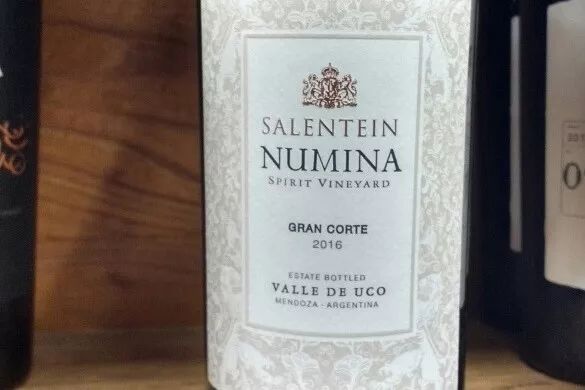 SALENTEIN
NUMINA
SPIRIT VINEYARD
GRAN CORTE
2016
ESTATE BOTTLED
VALLE DE UCO
MENDOZA - ARGENTINA